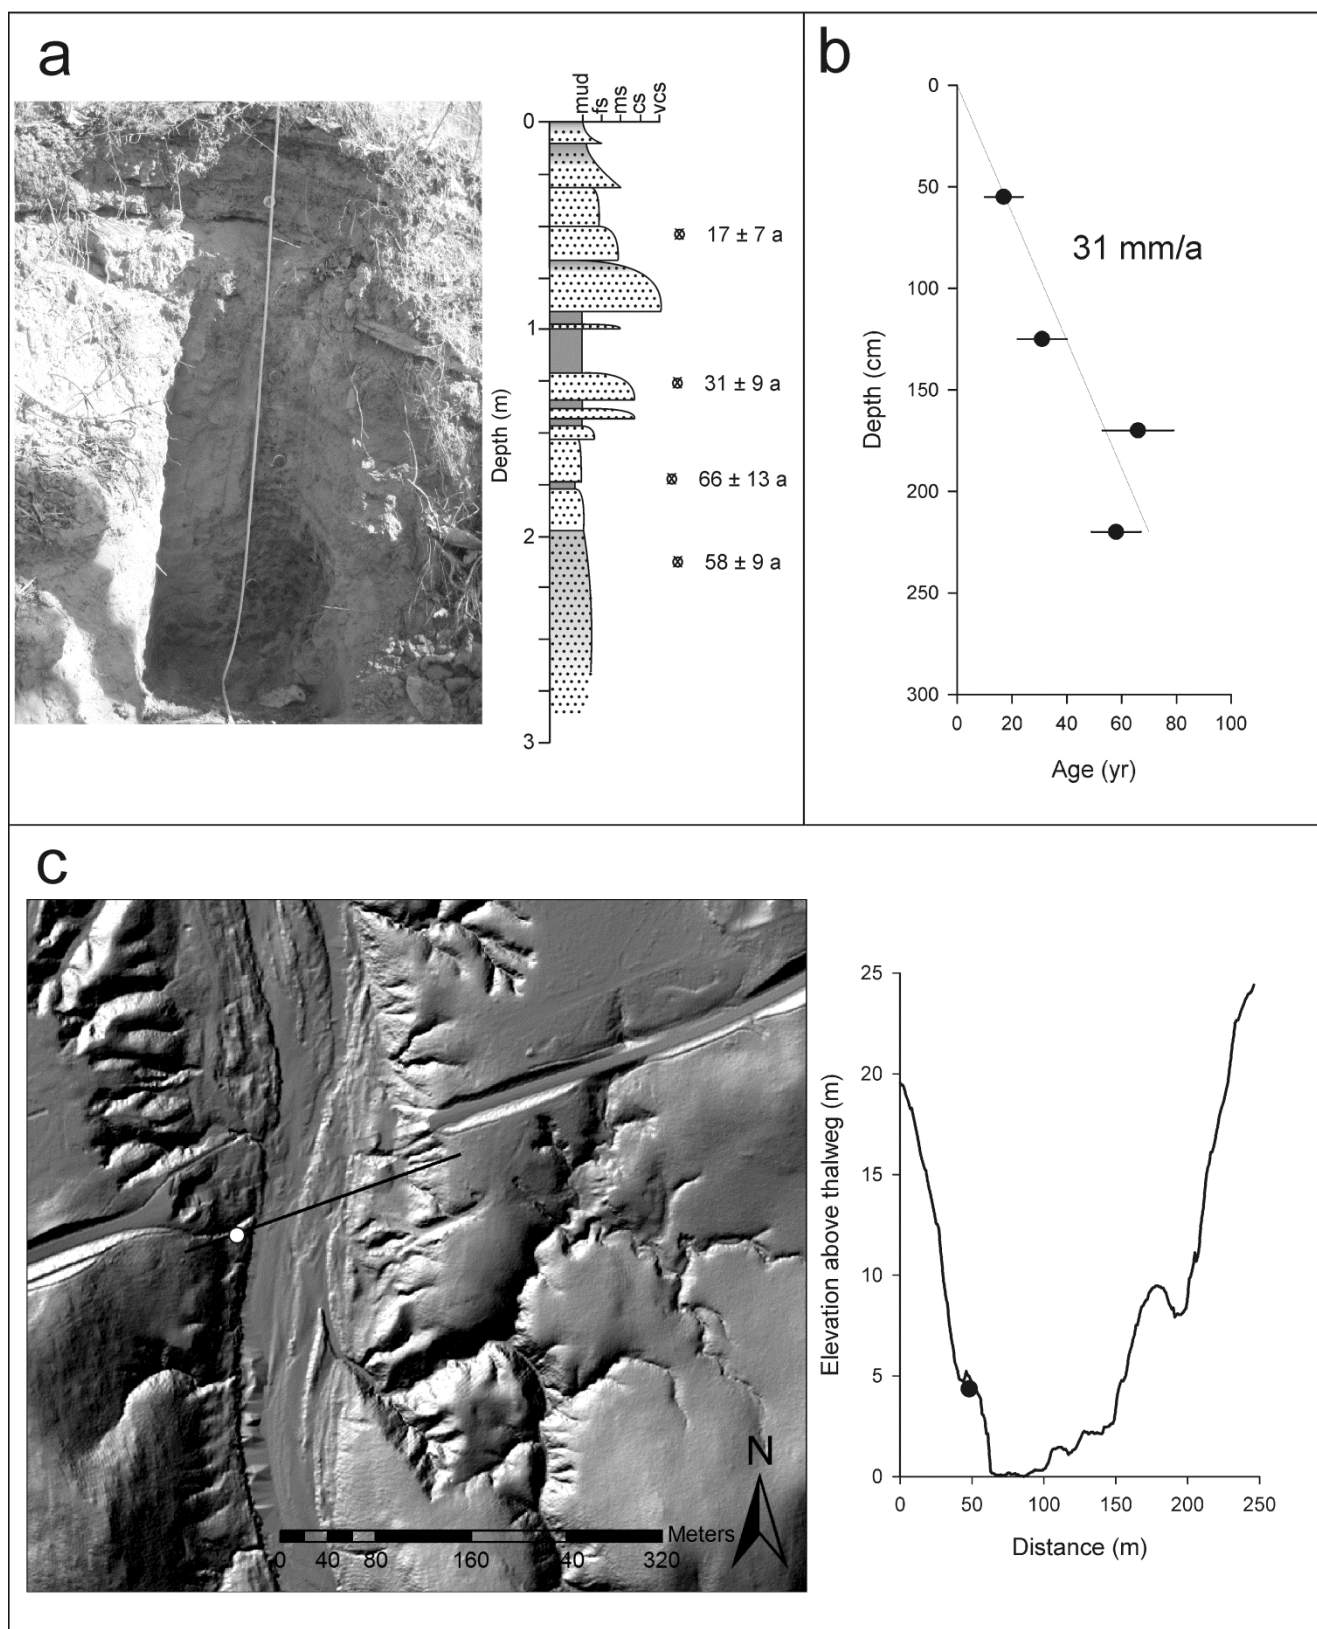 a
mud
fs
ms
cs
vcs
0
1
2
3
Depth (m)
17 ± 7 a
31 ± 9 a
66 ± 13 a
58 ± 9 a
b
0
50
100
150
200
250
300
Depth (cm)
31 mm/a
0 20 40 60 80 100
Age (yr)
c
N
Meters
0 40 80 160 240 320
25
20
15
10
5
0
Elevation above thalweg (m)
0 50 100 150 200 250
Distance (m)